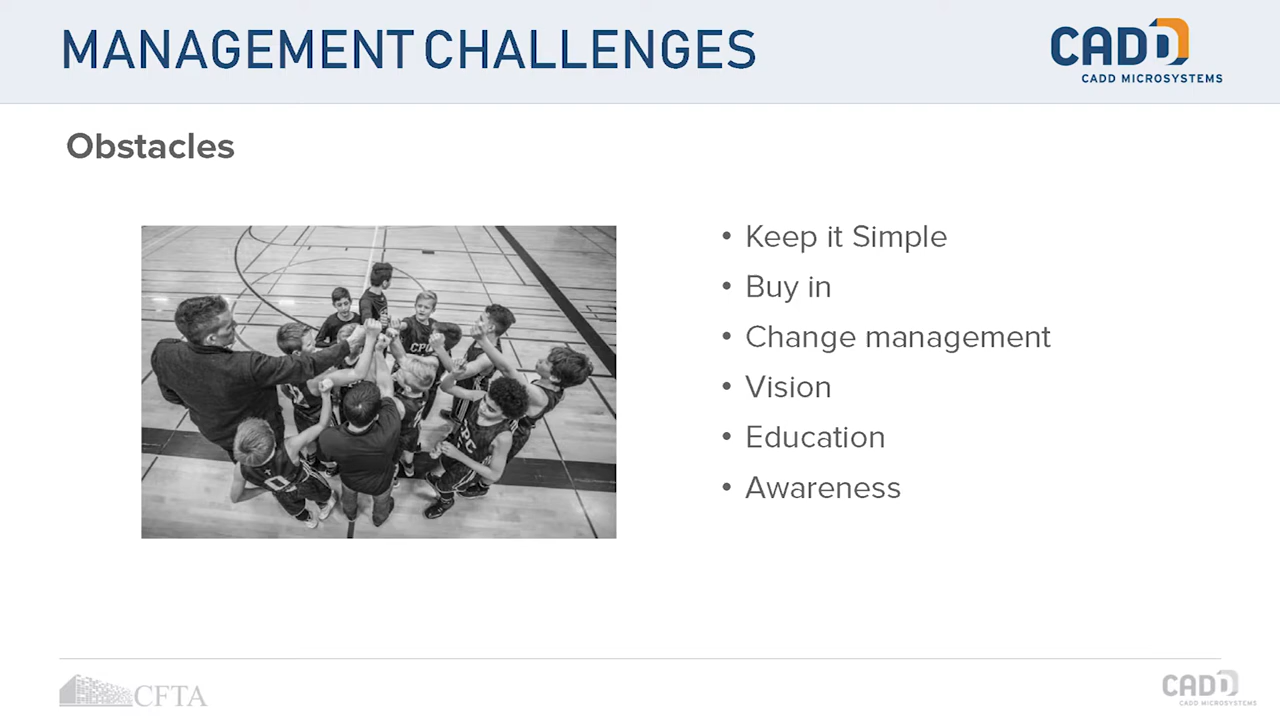 MANAGEMENT CHALLENGES
CADD
CADD MICROSYSTEMS
Obstacles
• Keep it Simple
• Buy in
• Change management
• Vision
• Education
• Awareness
CPC
CFTA
CADD
CADD MICROSYSTEMS